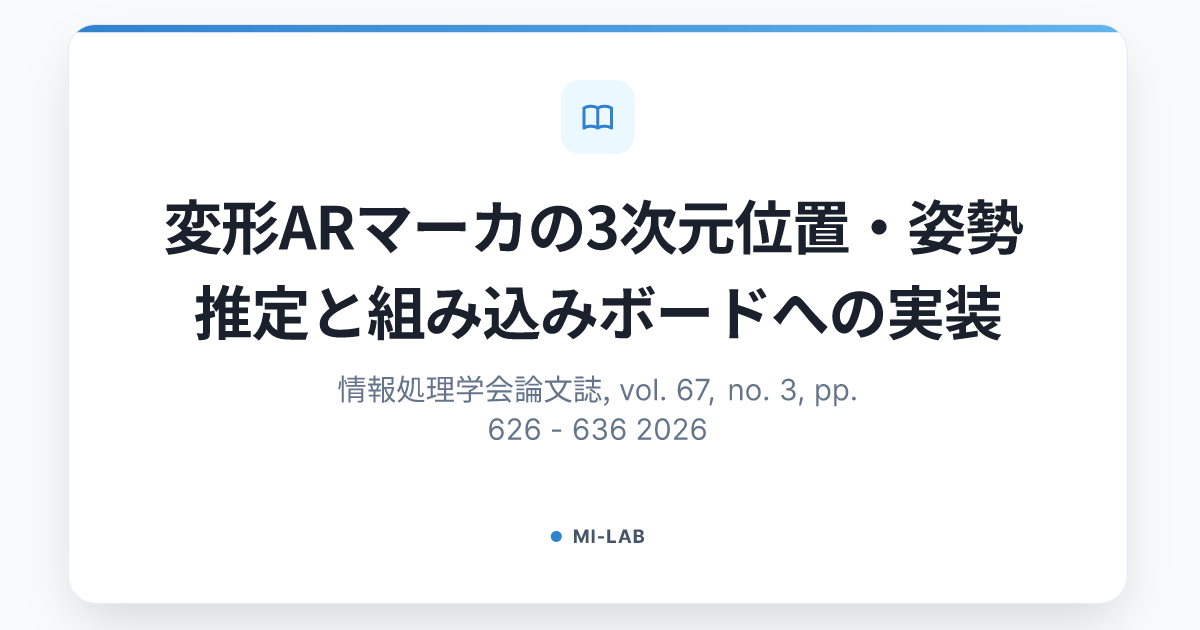 変形ARマーカの3次元位置・姿勢
推定と組み込みボードへの実装
情報処理学会論文誌, vol. 67, no. 3, pp.
626 - 636 2026
MI-LAB